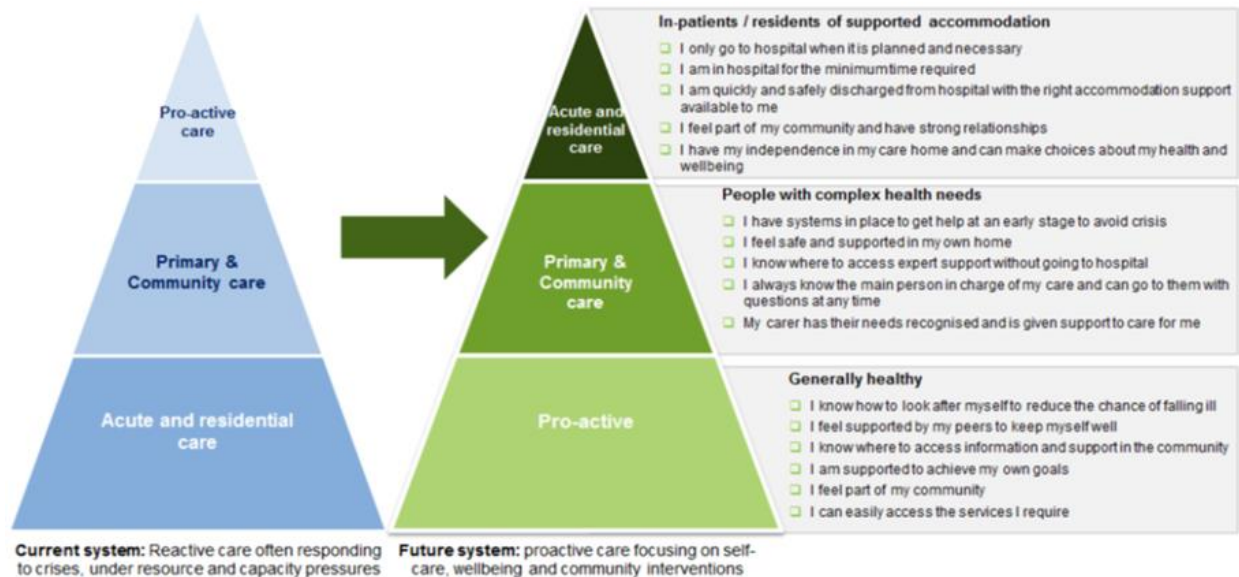 Pro-active
care
Primary &
Community care
Acute and residential
care
Current system: Reactive care often responding
to crises, under resource and capacity pressures
Acute and
residential
care
Primary &
Community
care
Pro-active
Future system: proactive care focusing on self-
care, wellbeing and community interventions
In-patients / residents of supported accommodation
I only go to hospital when it is planned and necessary
I am in hospital for the minimum time required
I am quickly and safely discharged from hospital with the right accommodation support
available to me
I feel part of my community and have strong relationships
I have my independence in my care home and can make choices about my health and
wellbeing
People with complex health needs
I have systems in place to get help at an early stage to avoid crisis
I feel safe and supported in my own home
I know where to access expert support without going to hospital
I always know the main person in charge of my care and can go to them with
questions at any time
My carer has their needs recognised and is given support to care for me
Generally healthy
I know how to look after myself to reduce the chance of falling ill
I feel supported by my peers to keep myself well
I know where to access information and support in the community
I am supported to achieve my own goals
I feel part of my community
I can easily access the services I require